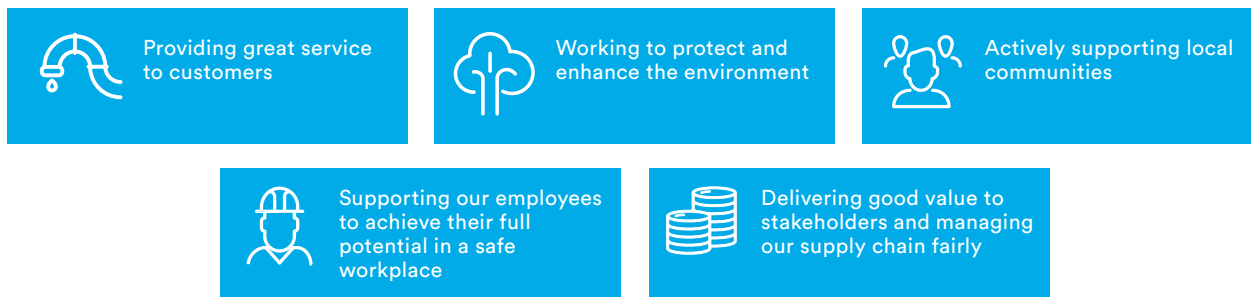 Providing great service
to customers
Working to protect and
enhance the environment
Actively supporting local
communities
Supporting our employees
to achieve their full
potential in a safe
workplace
Delivering good value to
stakeholders and managing
our supply chain fairly